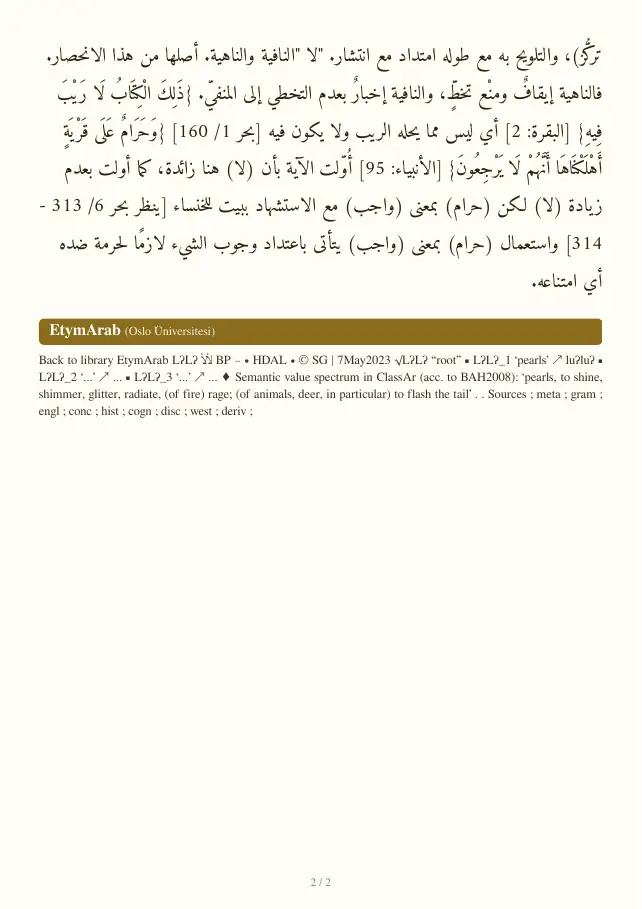 تركُّز)، والتلويح به مع طوله امتداد مع انتشار. "لا "النافية والناهية. أصلها من هذا الانحصار.
فالناهية إيقافٌ ومنْع تخطٍّ، والنافية إخبارٌ بعدم التخطي إلى المنفيّ. {ذَلِكَ الْكِتَابُ لَا رَيْبَ
فِيهِ} [البقرة: 2] أي ليس مما يحله الريب ولا يكون فيه [بحر 1/ 160] {وَحَرَامٌ عَلَى قَرْيَةٍ
أَهْلَكْنَاهَا أَنَّهُمْ لَا يَرْجِعُونَ} [الأنبياء: 95] أُوّلت الآية بأن (لا) هنا زائدة، كما أولت بعدم
زيادة (لا) لكن (حرام) بمعنى (واجب) مع الاستشهاد ببيت للخنساء [ينظر بحر 6/ 313 -
314] واستعمال (حرام) بمعنى (واجب) يتأتى باعتداد وجوب الشيء لازمًا لحرمة ضده
أي امتناعه.
EtymArab (Oslo Üniversitesi)
Back to library EtymArab LʔLʔ لألأ BP – • HDAL • © SG | 7May2023 √LʔLʔ “root” ▪ LʔLʔ_1 ‘pearls’ ↗ luʔluʔ ▪
LʔLʔ_2 ‘...’ ↗ ... ▪ LʔLʔ_3 ‘...’ ↗ ... ♦ Semantic value spectrum in ClassAr (acc. to BAH2008): ‘pearls, to shine,
shimmer, glitter, radiate, (of fire) rage; (of animals, deer, in particular) to flash the tail’ . . Sources ; meta ; gram ;
engl ; conc ; hist ; cogn ; disc ; west ; deriv ;
2 / 2